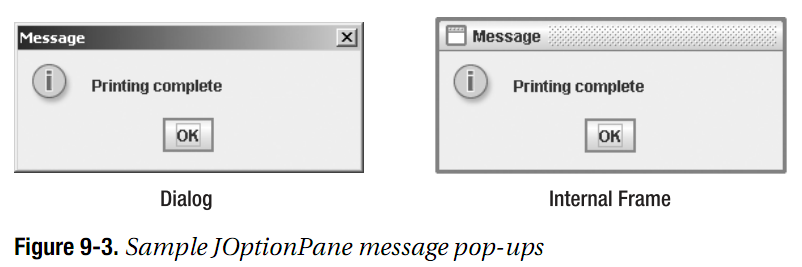 Message
Printing complete
OK
Dialog
Message
Printing complete
OK
Internal Frame
Figure 9-3. Sample JOptionPane message pop-ups